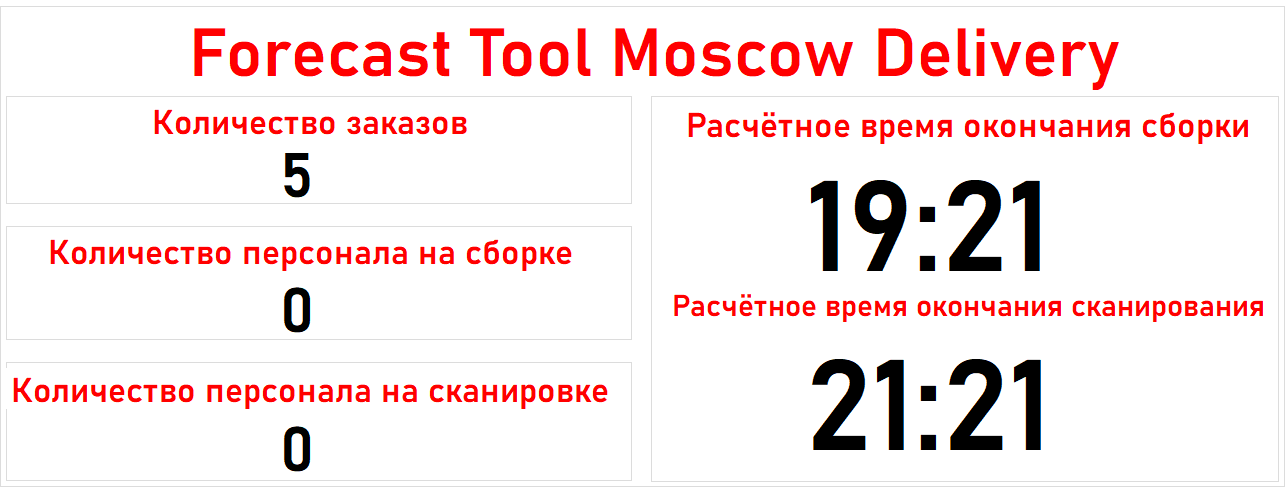 Forecast Tool Moscow Delivery
Количество заказов
5
Количество персонала на сборке
0
Количество персонала на сканировке
0
Расчётное время окончания сборки
19:21
Расчётное время окончания сканирования
21:21